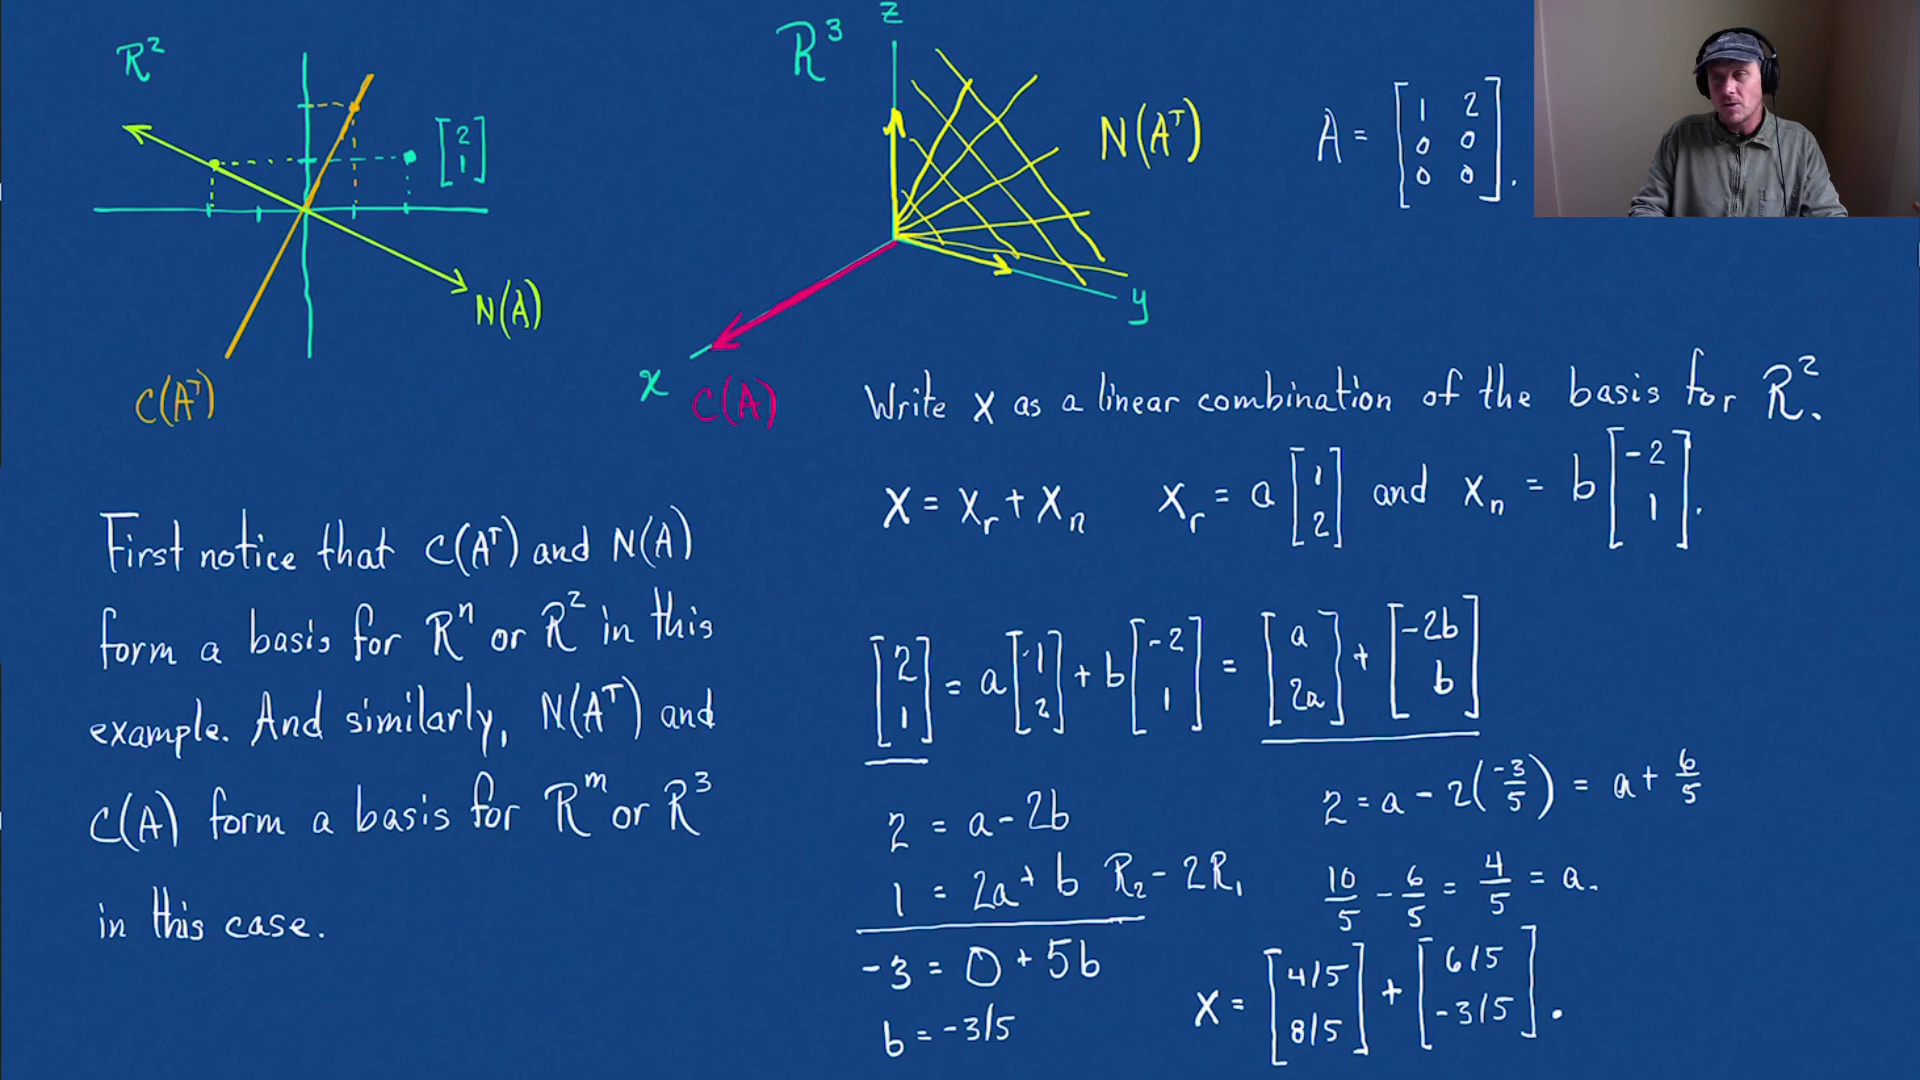 R²
[2
1]
N(A)
C(Aᵀ)
R³
z
N(Aᵀ)
y
x
C(A)
A = [1 2
0 0
0 0].
First notice that C(Aᵀ) and N(A)
form a basis for Rⁿ or R² in this
example. And similarly, N(Aᵀ) and
C(A) form a basis for Rᵐ or R³
in this case.
Write x as a linear combination of the basis for R².
x = xᵣ + xₙ xᵣ = a [1 2] and xₙ = b [-2 1].
[2 1] = a [1 2] + b [-2 1] = [a 2a] + [-2b b]
2 = a - 2b
1 = 2a + b R₂ - 2R₁
-3 = 0 + 5b
b = -3/5
2 = a - 2(-3/5) = a + 6/5
10/5 - 6/5 = 4/5 = a.
x = [4/5 8/5] + [6/5 -3/5].